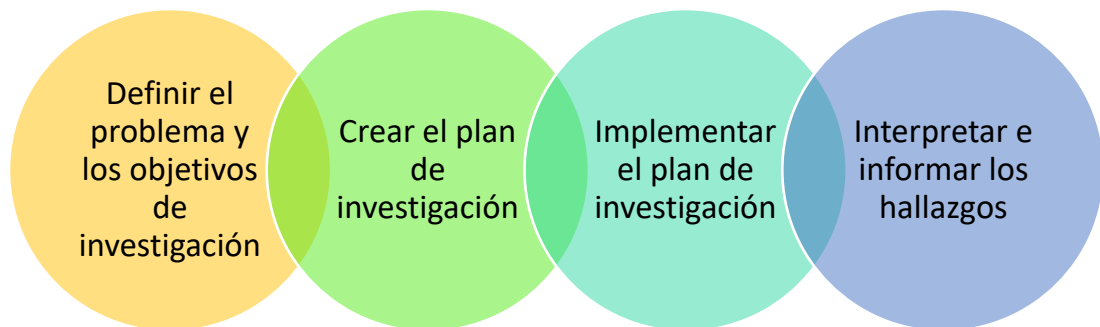 Definir el
problema y
los objetivos
de
investigación
Crear el plan
de
investigación
Implementar
el plan de
investigación
Interpretar e
informar los
hallazgos